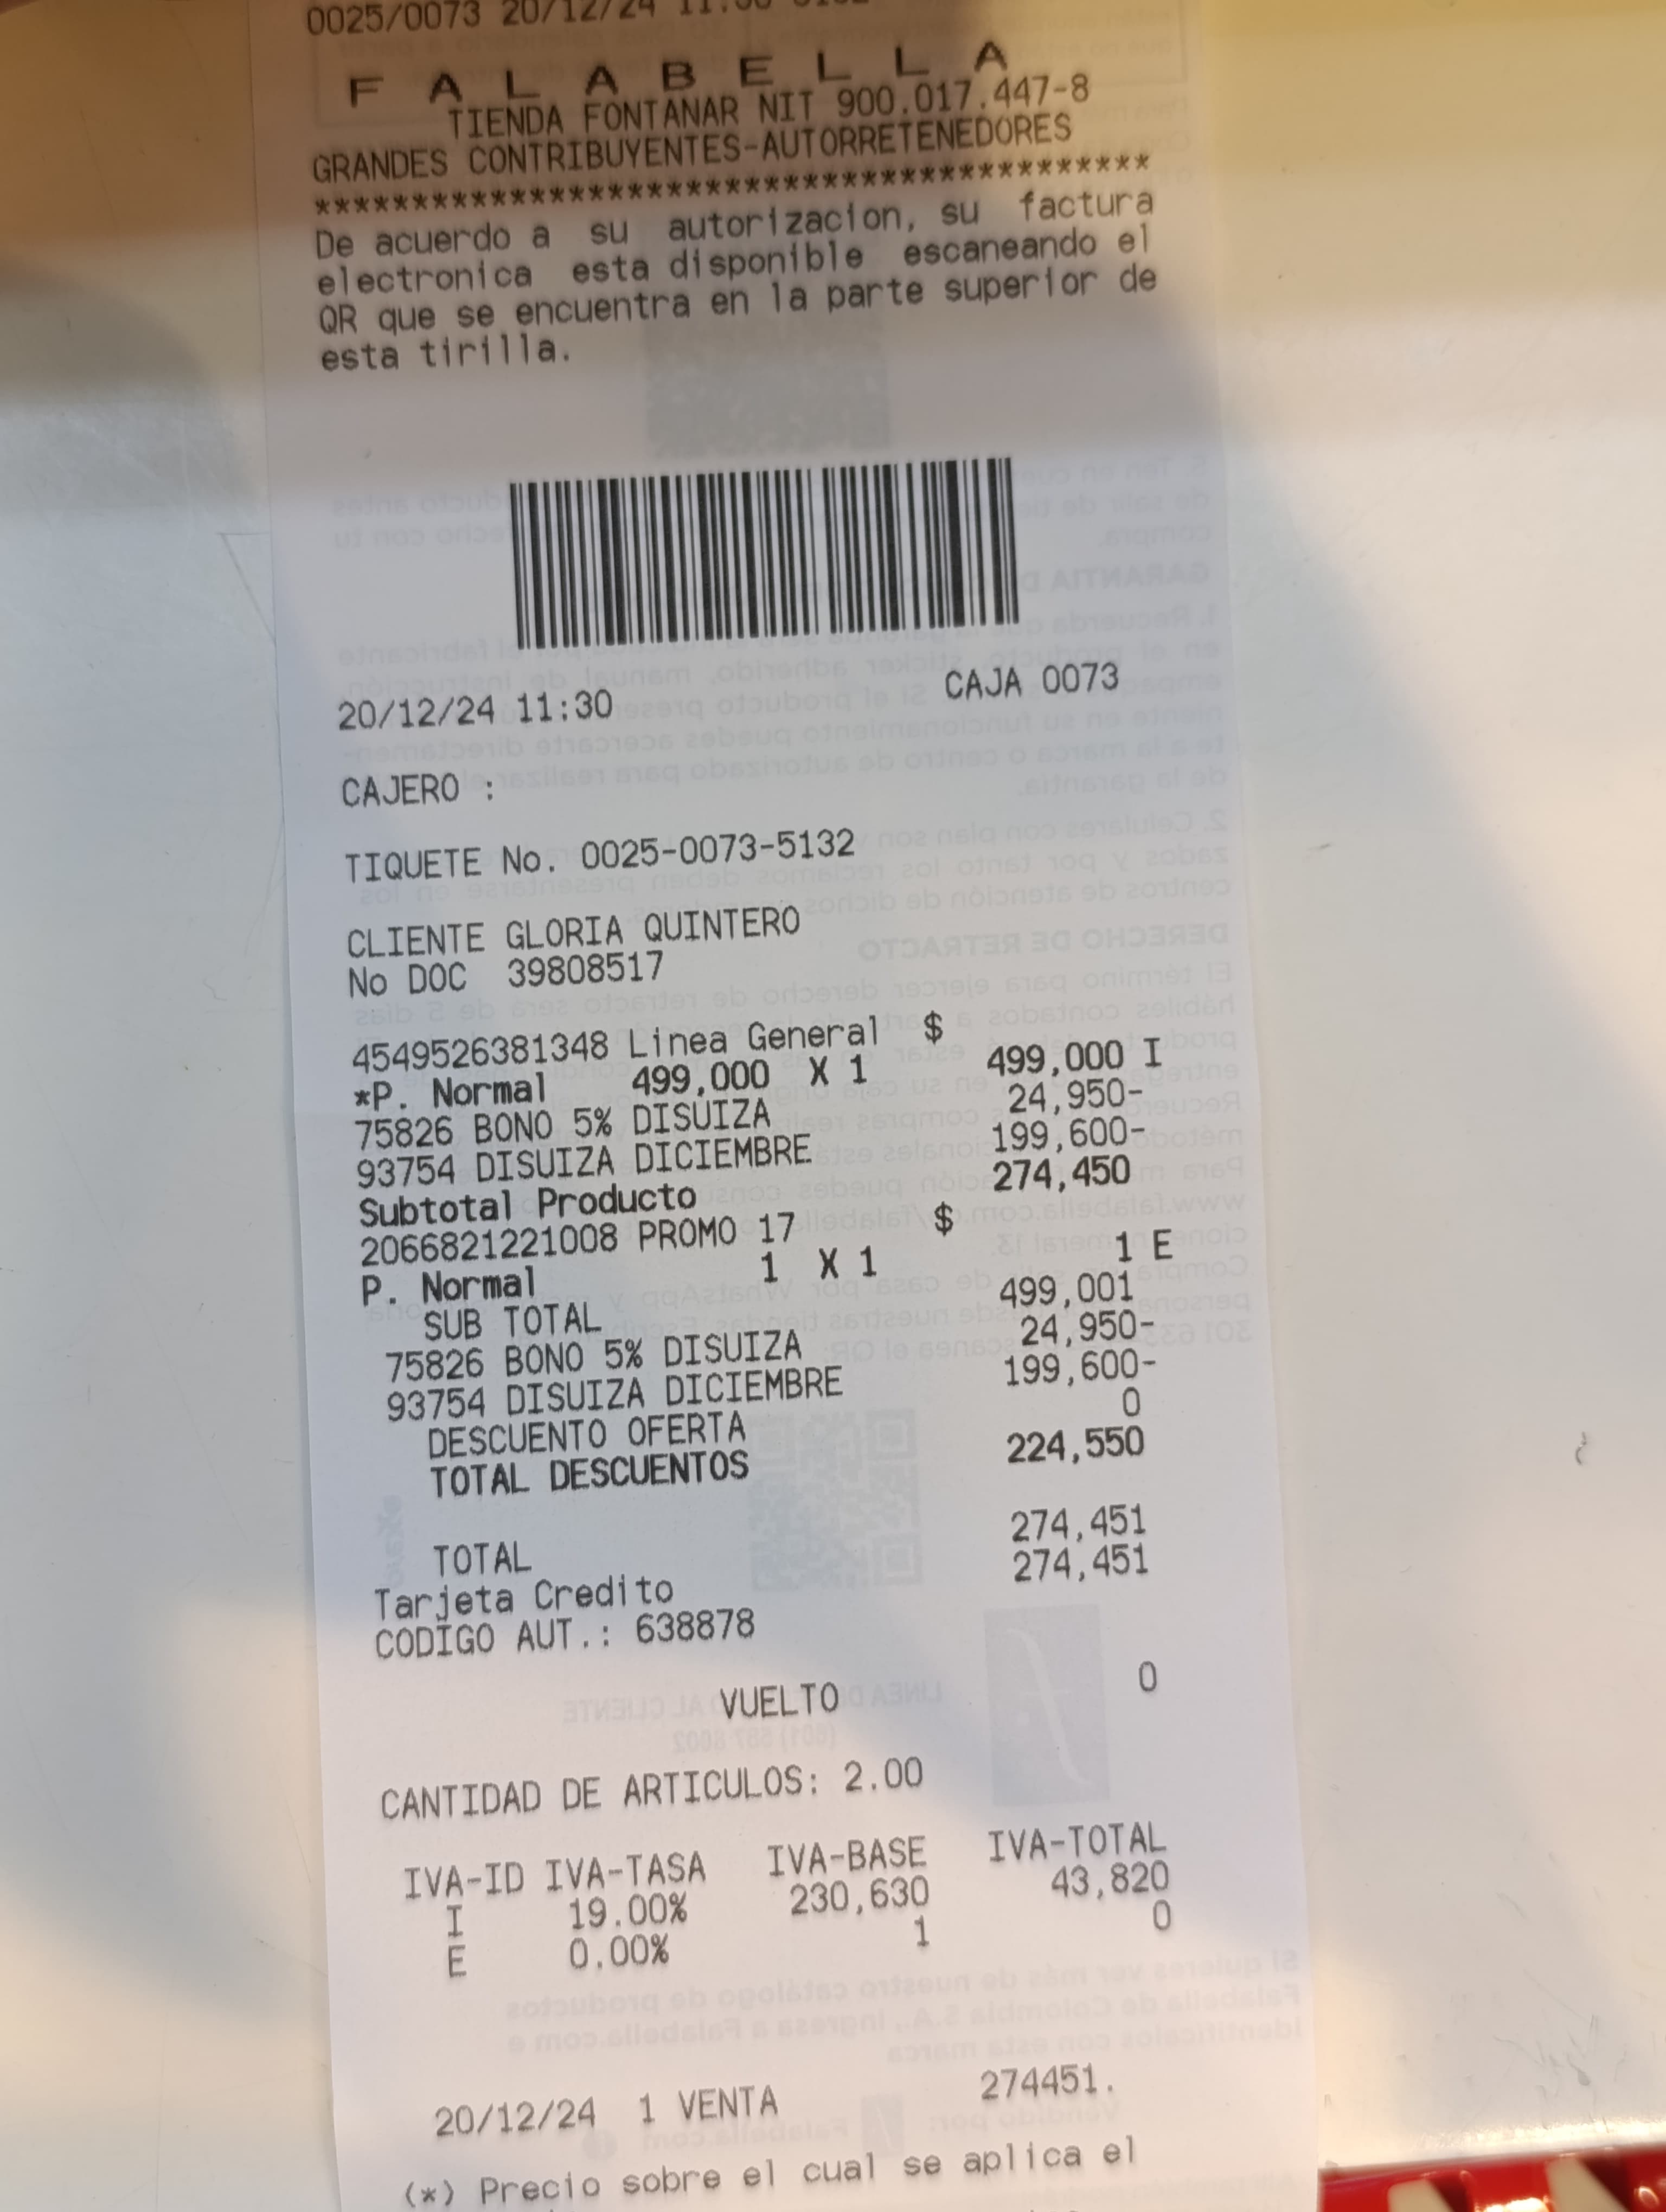 0025/0073 20/12/24 11:30
FALABELLA
TIENDA FONTANAR NIT 900.017.447-8
GRANDES CONTRIBUYENTES-AUTORRETENEDORES
******************************************
De acuerdo a su autorizacion, su factura
electronica esta disponible escaneando el
QR que se encuentra en la parte superior de
esta tirilla.
20/12/24 11:30 CAJA 0073
CAJERO :
TIQUETE No. 0025-0073-5132
CLIENTE GLORIA QUINTERO
No DOC 39808517
4549526381348 Linea General $
*P. Normal 499,000 X 1 499,000 I
75826 BONO 5% DISUIZA 24,950-
93754 DISUIZA DICIEMBRE 199,600-
Subtotal Producto 274,450
2066821221008 PROMO 17 $
P. Normal 1 X 1 1 E
SUB TOTAL 499,001
75826 BONO 5% DISUIZA 24,950-
93754 DISUIZA DICIEMBRE 199,600-
DESCUENTO OFERTA 0
TOTAL DESCUENTOS 224,550
TOTAL 274,451
Tarjeta Credito 274,451
CODIGO AUT.: 638878
VUELTO 0
CANTIDAD DE ARTICULOS: 2.00
IVA-ID IVA-TASA IVA-BASE IVA-TOTAL
I 19.00% 230,630 43,820
E 0.00% 1 0
20/12/24 1 VENTA 274451.
(*) Precio sobre el cual se aplica el